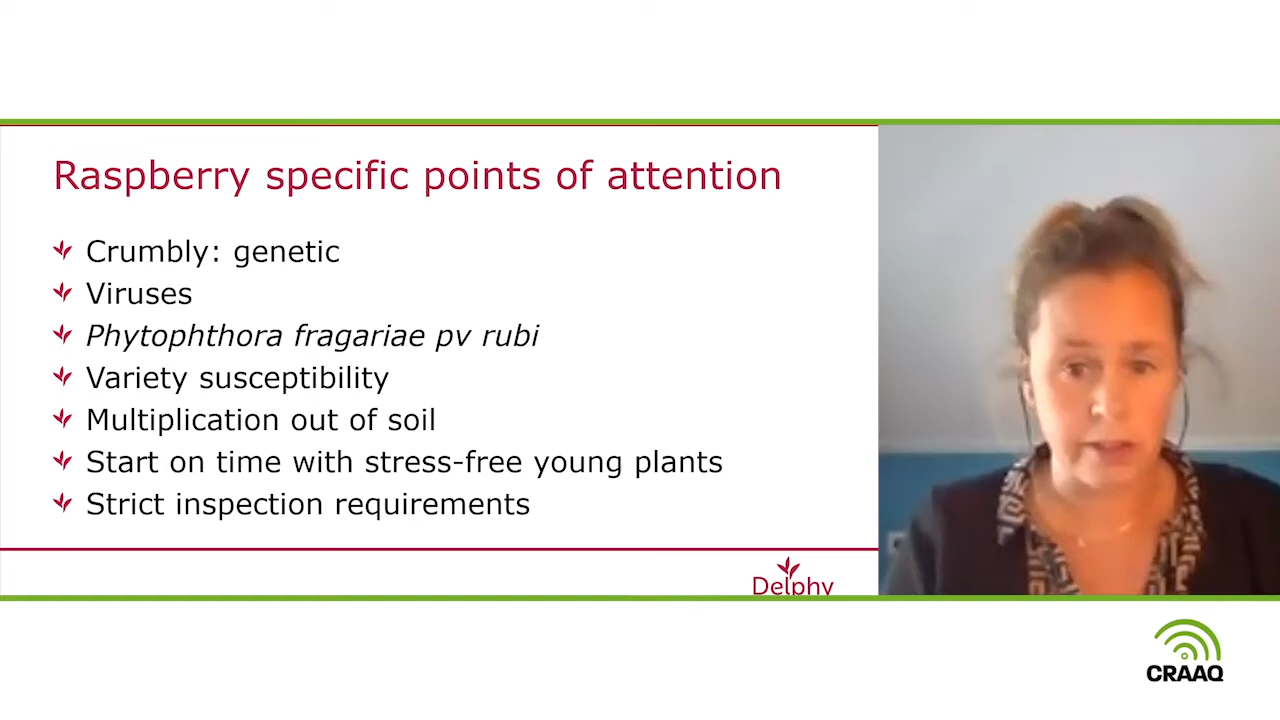 Raspberry specific points of attention
Crumbly: genetic
Viruses
Phytophthora fragariae pv rubi
Variety susceptibility
Multiplication out of soil
Start on time with stress-free young plants
Strict inspection requirements
Delphy
CRAAQ